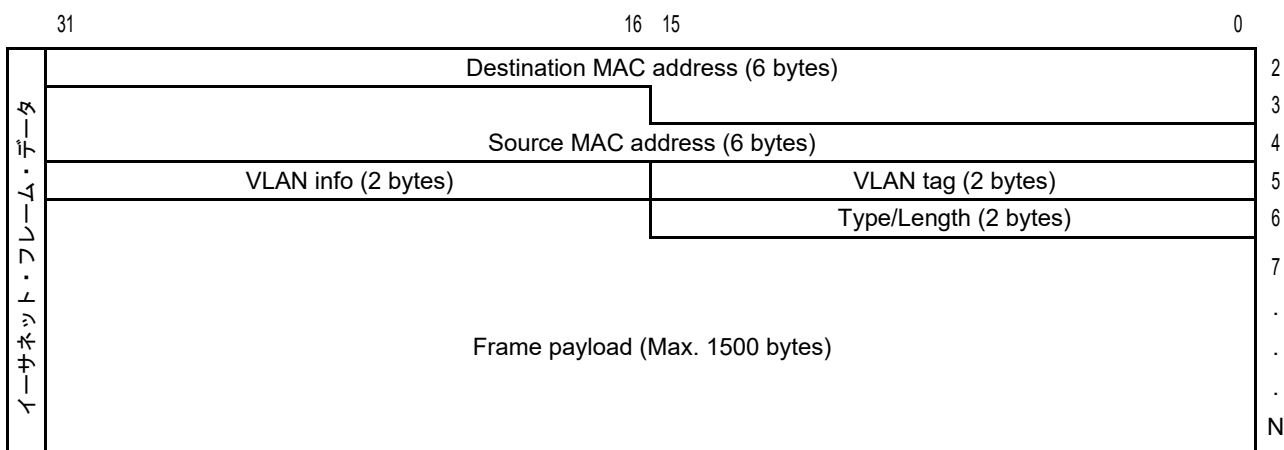 31 16 15 0
Destination MAC address (6 bytes) 2
3
Source MAC address (6 bytes) 4
VLAN info (2 bytes) VLAN tag (2 bytes) 5
Type/Length (2 bytes) 6
7
.
Frame payload (Max. 1500 bytes) .
.
N
イーサネット・フレーム・データ